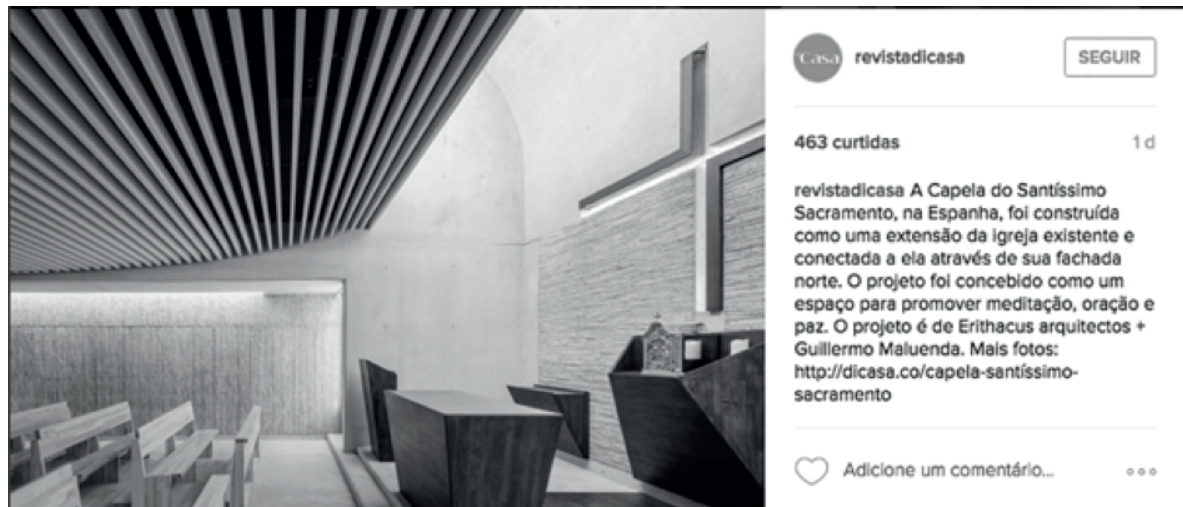 Casa revistadicasa SEGUIR
463 curtidas 1 d
revistadicasa A Capela do Santíssimo
Sacramento, na Espanha, foi construída
como uma extensão da igreja existente e
conectada a ela através de sua fachada
norte. O projeto foi concebido como um
espaço para promover meditação, oração e
paz. O projeto é de Erithacus arquitectos +
Guillermo Maluenda. Mais fotos:
http://dicasa.co/capela-santíssimo-
sacramento
Adicione um comentário...